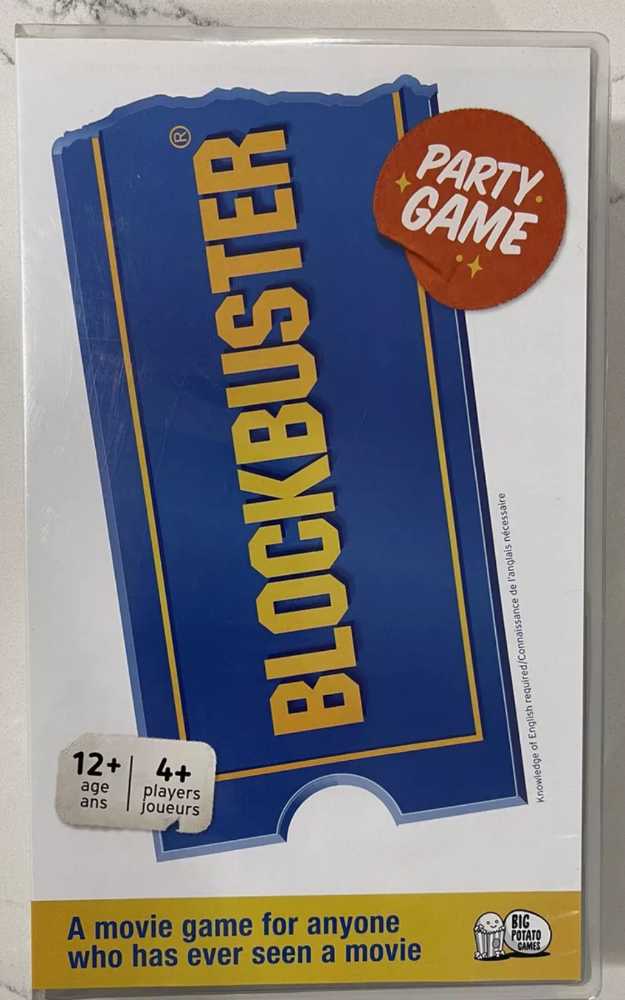 BLOCKBUSTER®
PARTY
GAME
Knowledge of English required/Connaissance de l'anglais nécessaire
12+
age
ans
4+
players
joueurs
A movie game for anyone
who has ever seen a movie
BIG
POTATO
GAMES